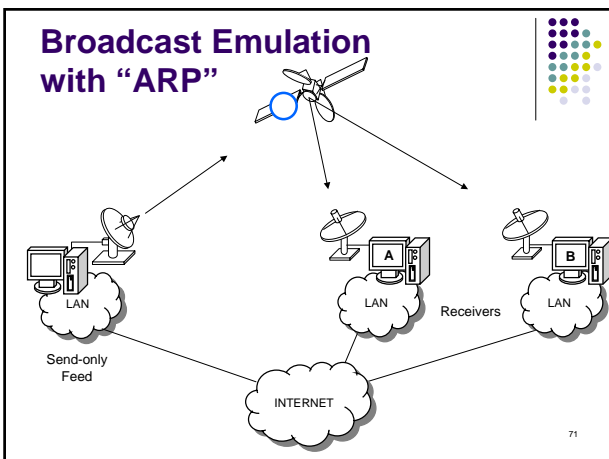 Broadcast Emulation
with “ARP”
A
B
LAN
LAN
Receivers
LAN
Send-only
Feed
INTERNET
71